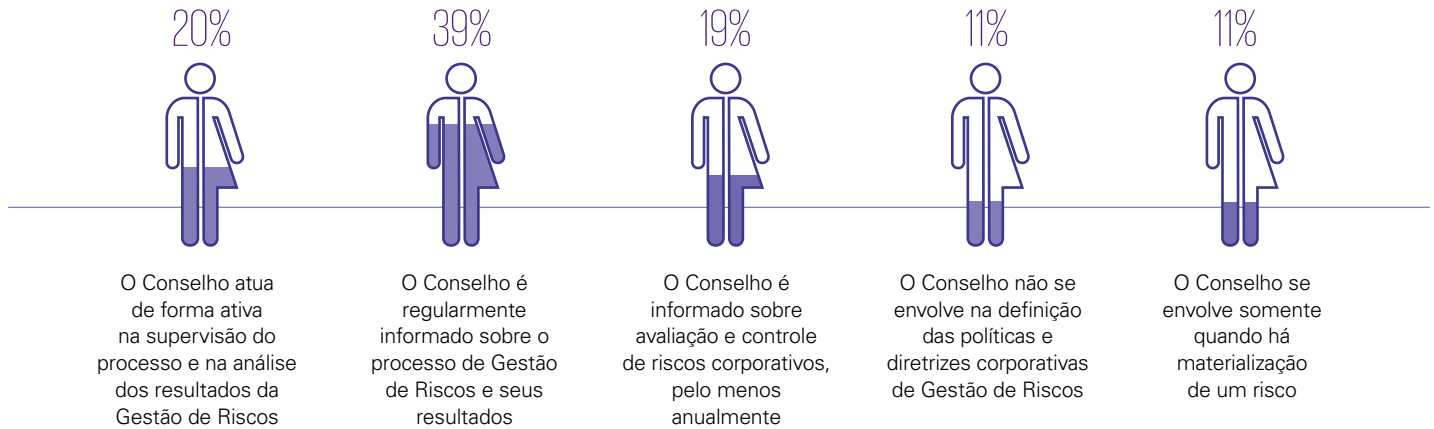 20%
O Conselho atua
de forma ativa
na supervisão do
processo e na análise
dos resultados da
Gestão de Riscos
39%
O Conselho é
regularmente
informado sobre o
processo de Gestão
de Riscos e seus
resultados
19%
O Conselho é
informado sobre
avaliação e controle
de riscos corporativos,
pelo menos
anualmente
11%
O Conselho não se
envolve na definição
das políticas e
diretrizes corporativas
de Gestão de Riscos
11%
O Conselho se
envolve somente
quando há
materialização
de um risco